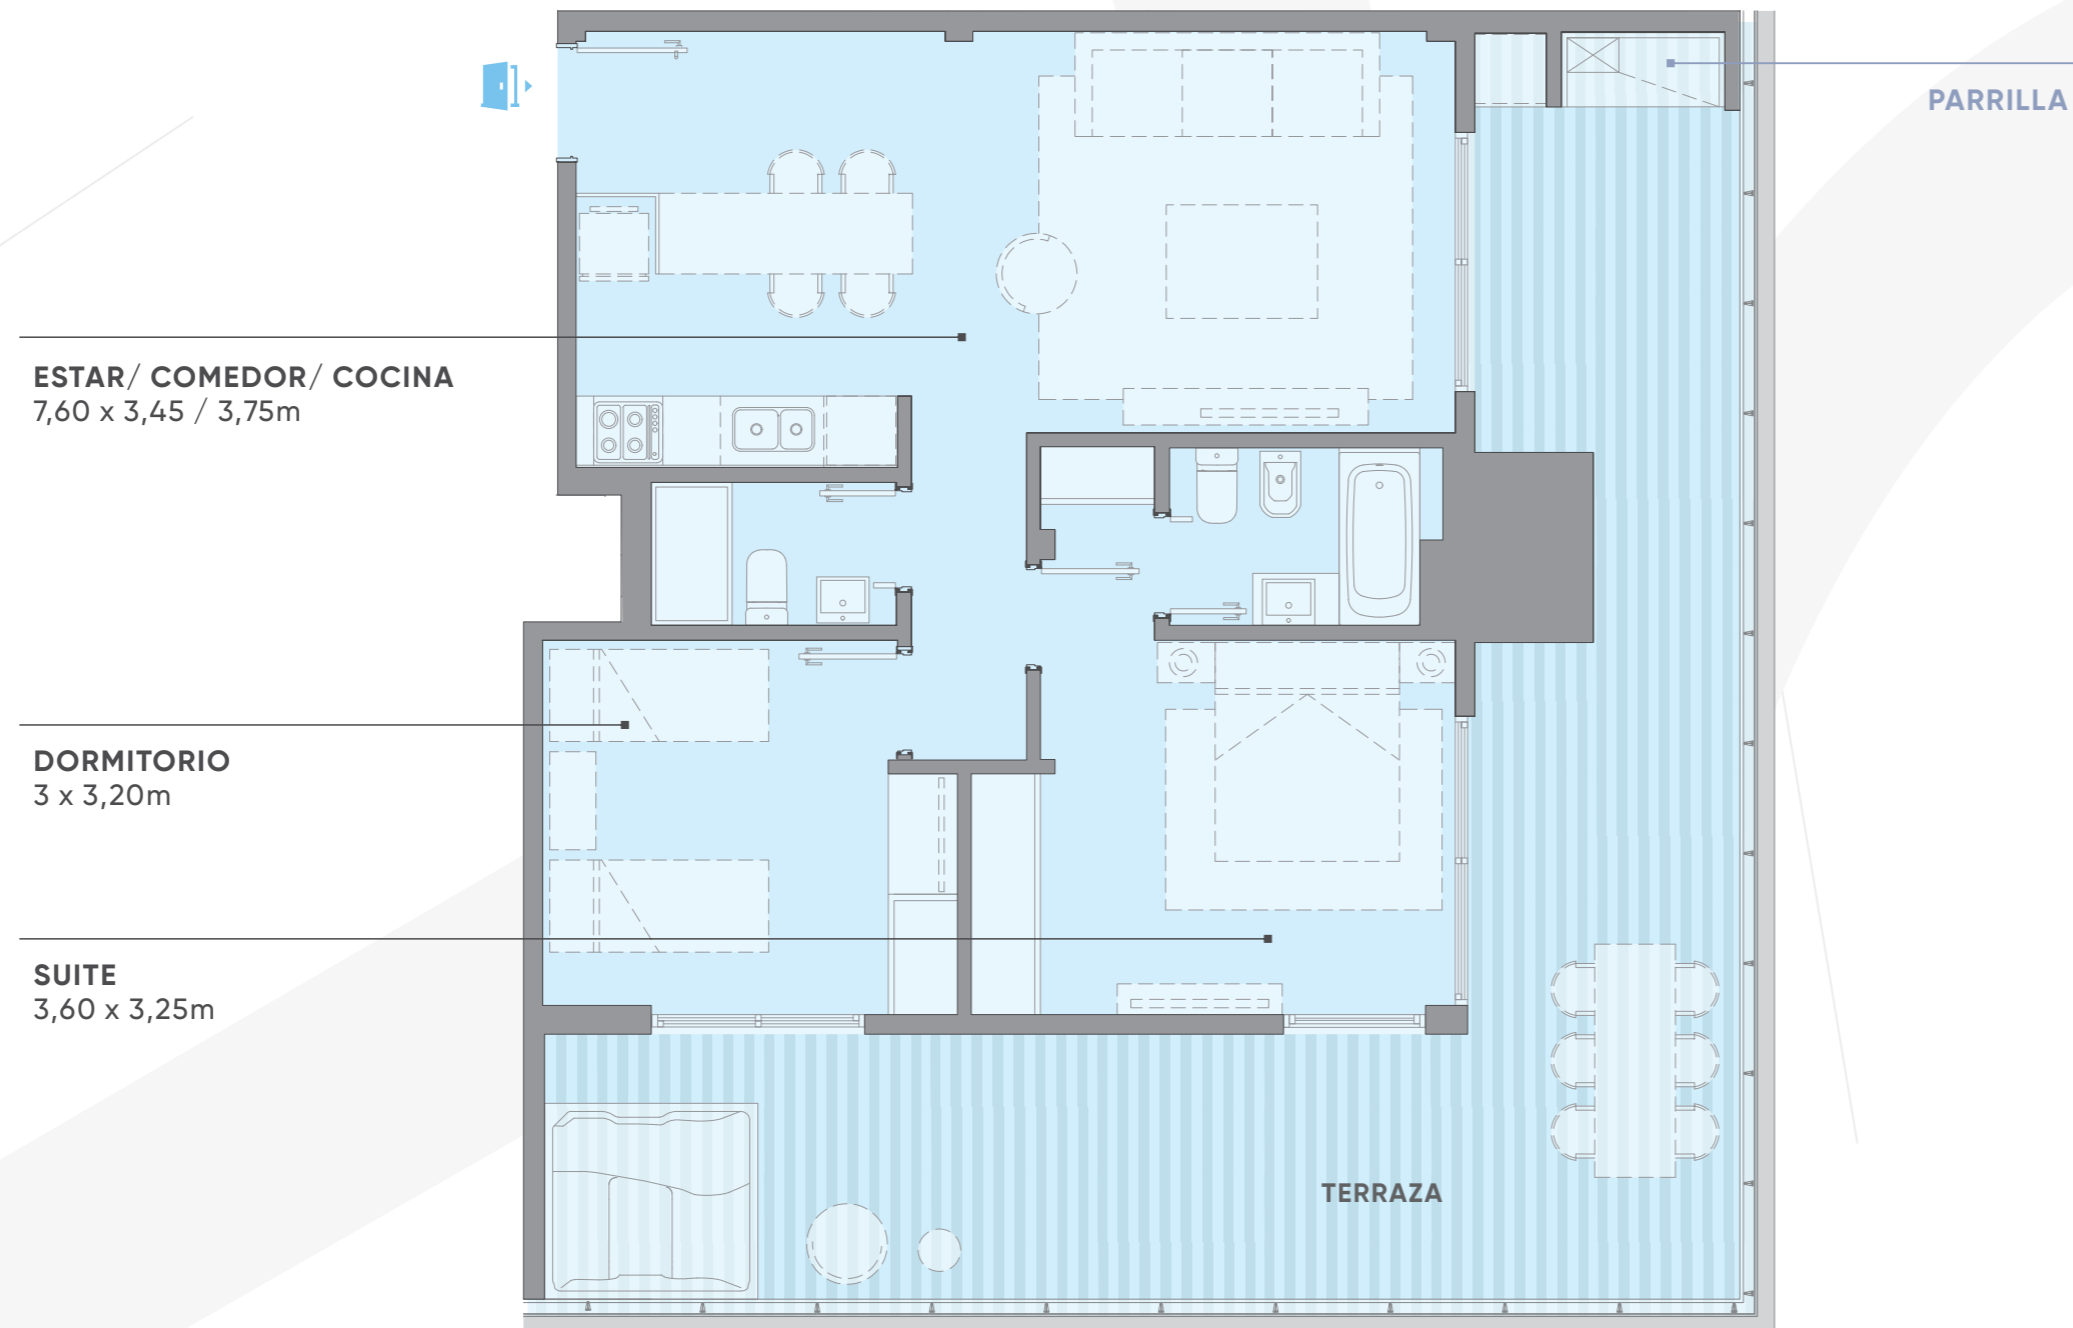 PARRILLA
ESTAR/ COMEDOR/ COCINA
7,60 x 3,45 / 3,75m
DORMITORIO
3 x 3,20m
SUITE
3,60 x 3,25m
TERRAZA